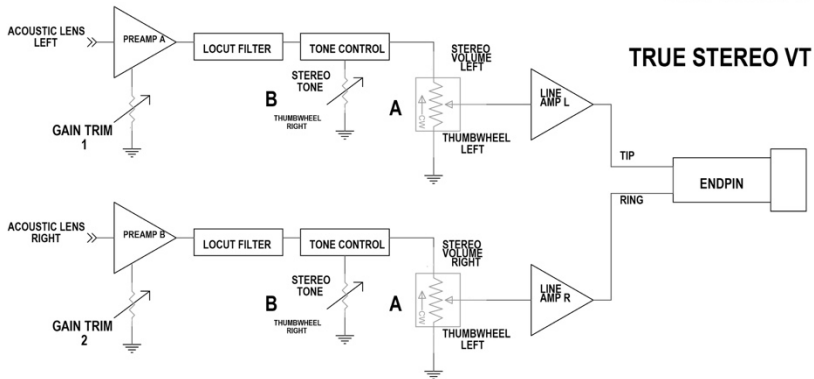 TRUE STEREO VT
ACOUSTIC LENS
LEFT
PREAMP A
LOCUT FILTER
TONE CONTROL
STEREO
VOLUME
LEFT
STEREO
TONE
B
THUMBWHEEL
RIGHT
A
CW
THUMBWHEEL
LEFT
LINE
AMP L
GAIN TRIM
1
TIP
ENDPIN
RING
ACOUSTIC LENS
RIGHT
PREAMP B
LOCUT FILTER
TONE CONTROL
STEREO
VOLUME
RIGHT
STEREO
TONE
B
THUMBWHEEL
RIGHT
A
CW
THUMBWHEEL
LEFT
LINE
AMP R
GAIN TRIM
2